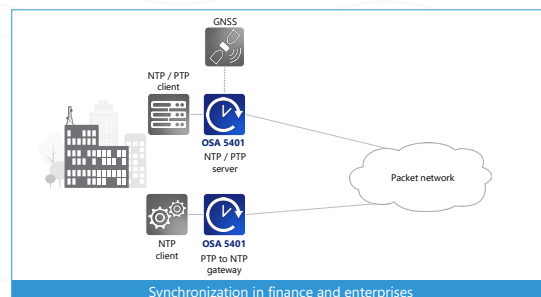 GNSS
NTP / PTP
client
OSA 5401
NTP / PTP
server
Packet network
NTP
client
OSA 5401
PTP to NTP
gateway
Synchronization in finance and enterprises